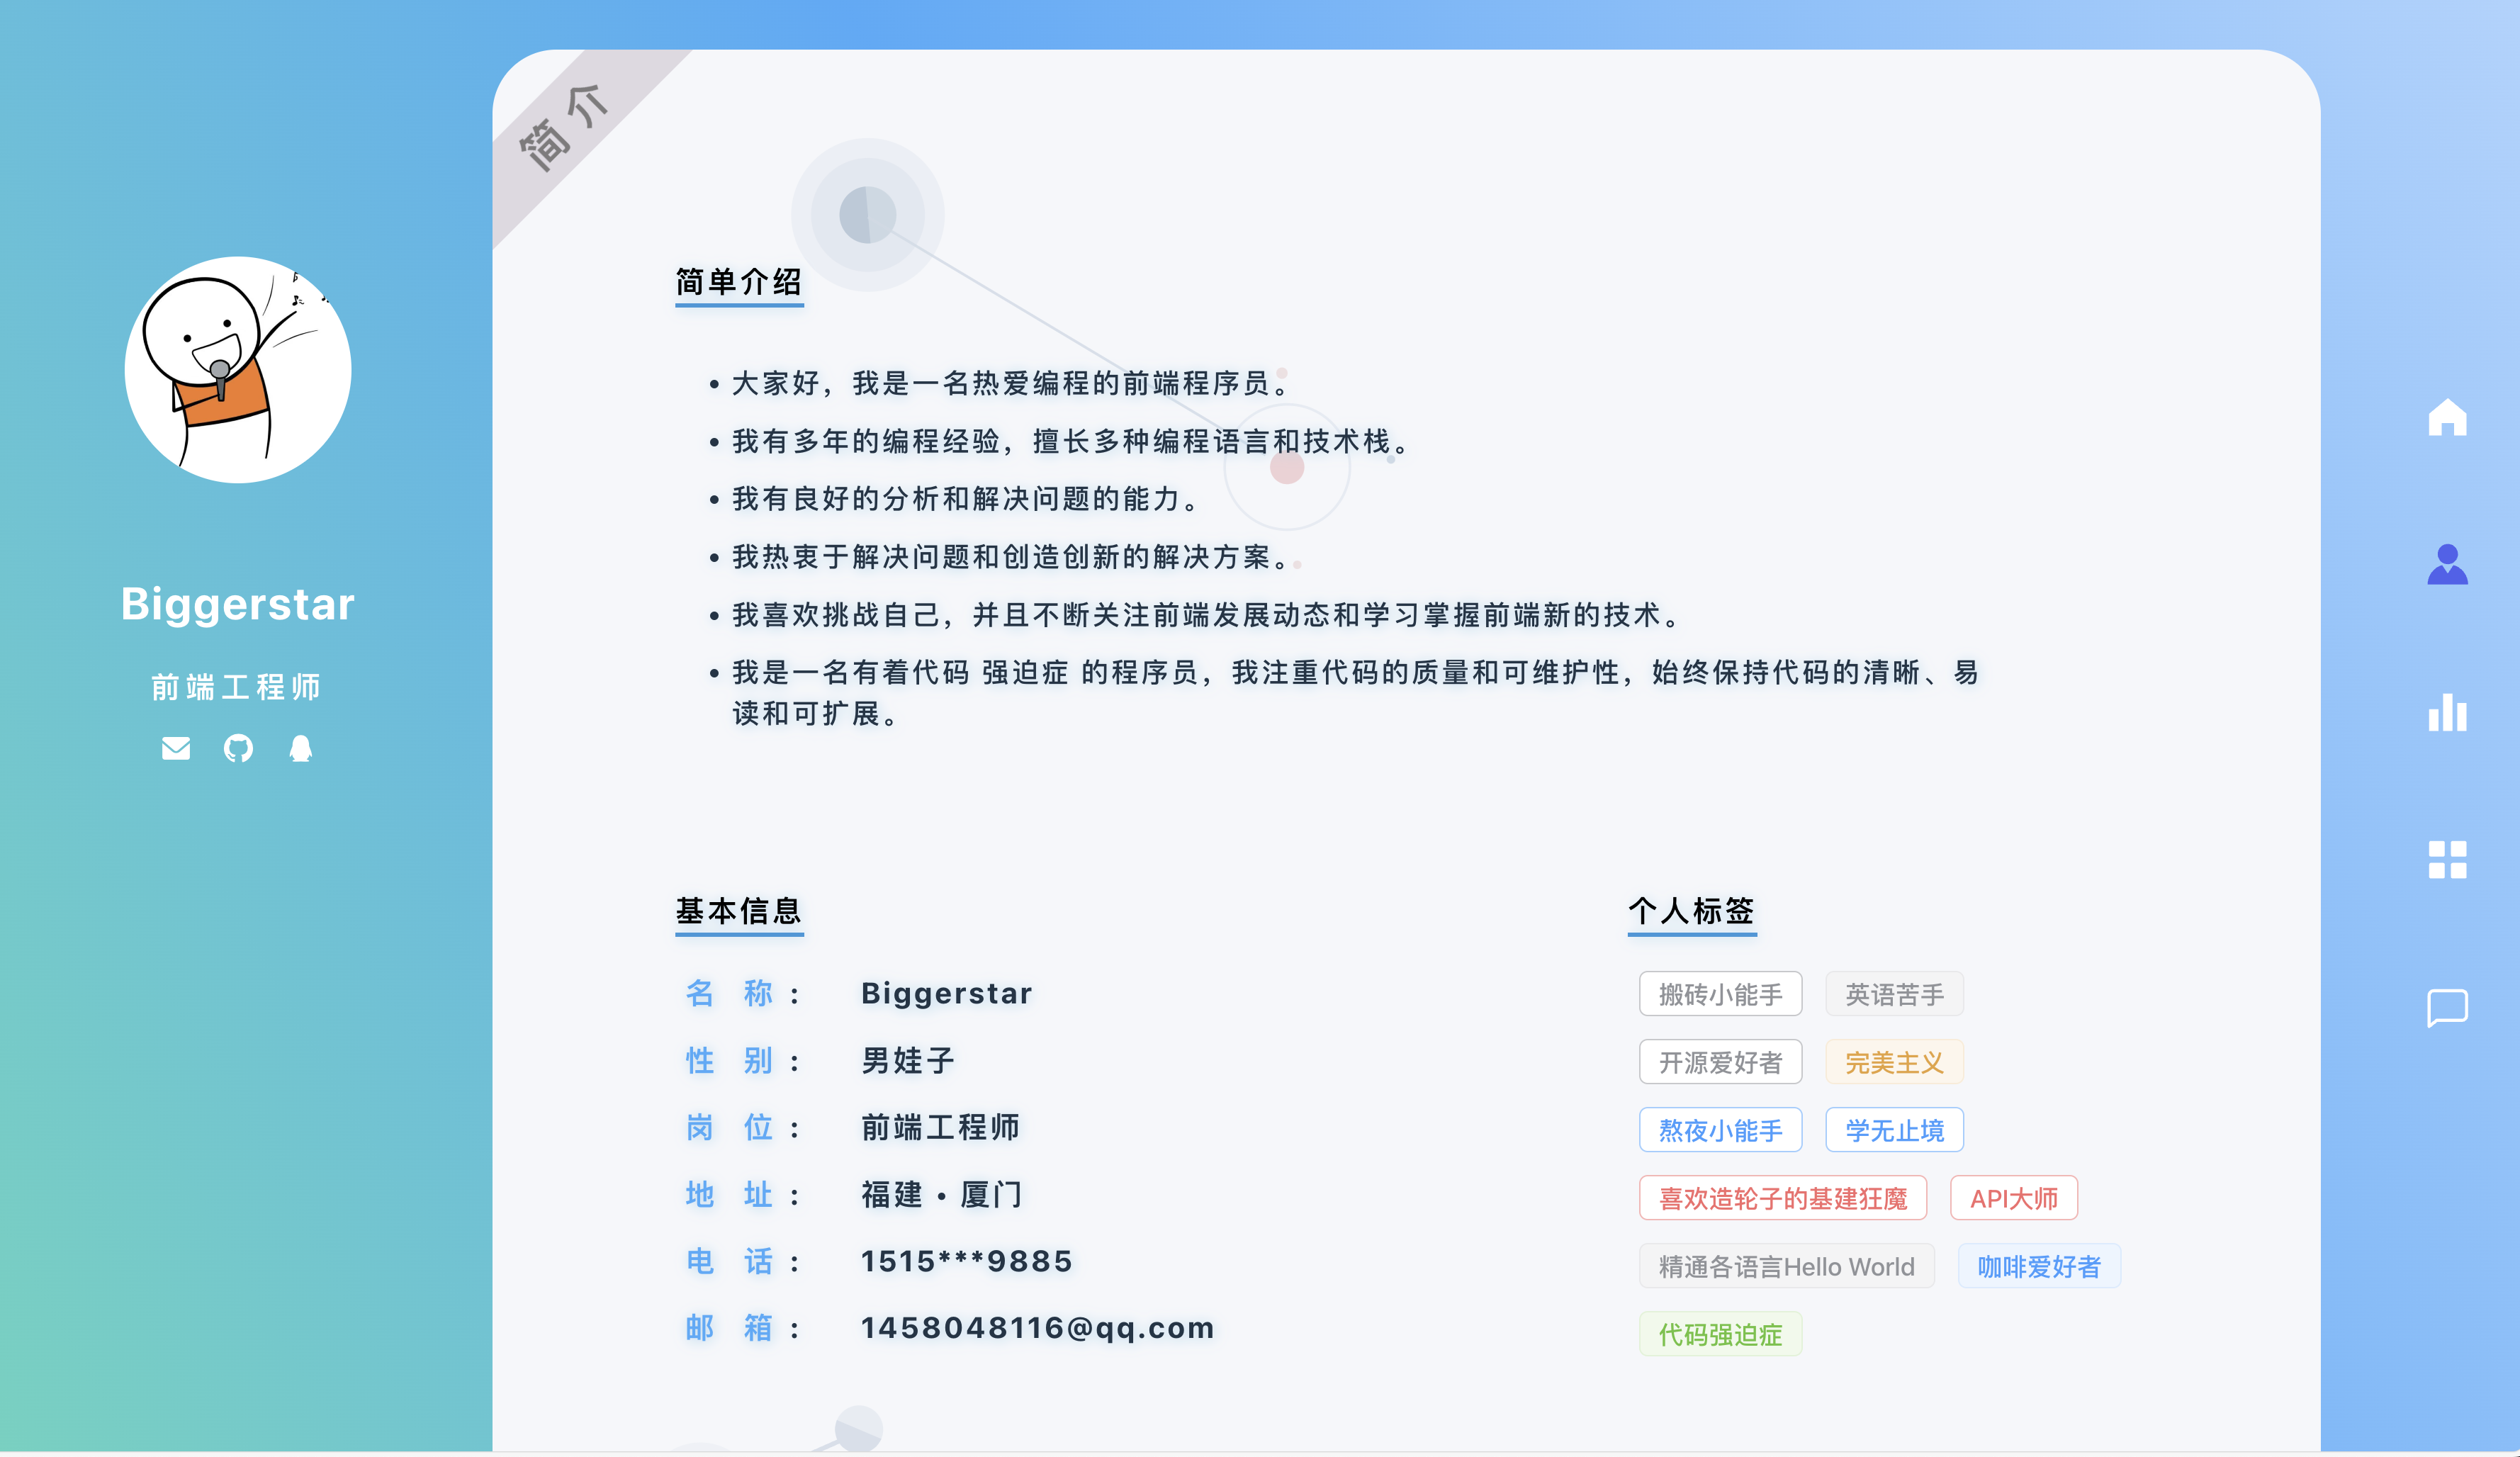 简介
Biggerstar
前端工程师
简单介绍
大家好，我是一名热爱编程的前端程序员。
我有多年的编程经验，擅长多种编程语言和技术栈。
我有良好的分析和解决问题的能力。
我热衷于解决问题和创造创新的解决方案。
我喜欢挑战自己，并且不断关注前端发展动态和学习掌握前端新的技术。
我是一名有着代码 强迫症 的程序员，我注重代码的质量和可维护性，始终保持代码的清晰、易
读和可扩展。
基本信息
名 称： Biggerstar
性 别： 男娃子
岗 位： 前端工程师
地 址： 福建 • 厦门
电 话： 1515***9885
邮 箱： 1458048116@qq.com
个人标签
搬砖小能手 英语苦手
开源爱好者 完美主义
熬夜小能手 学无止境
喜欢造轮子的基建狂魔 API大师
精通各语言Hello World 咖啡爱好者
代码强迫症